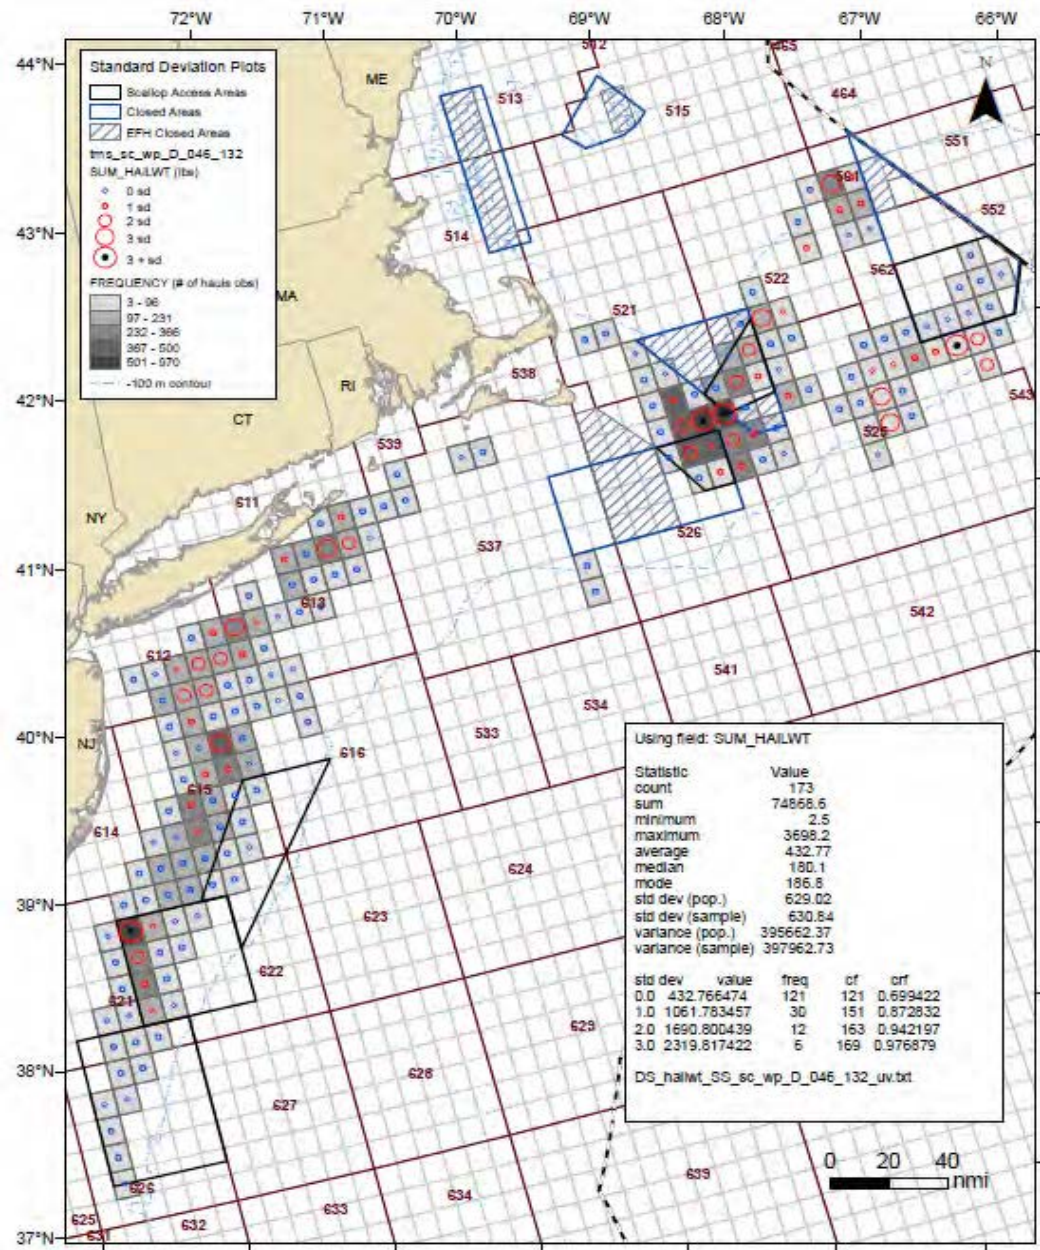 72°W 71°W 70°W 69°W 68°W 67°W 66°W
44°N
43°N
42°N
41°N
40°N
39°N
38°N
37°N
Standard Deviation Plots
Scallop Access Areas
Closed Areas
EFH Closed Areas
tms_sc_wp_D_046_132
SUM_HAILWT (lbs)
0 sd
1 sd
2 sd
3 sd
3 + sd
FREQUENCY (# of hauls obs)
3 - 96
97 - 231
232 - 366
367 - 500
501 - 970
-100 m contour
ME
MA
RI
CT
NY
NJ
N
512
465
464
513
515
551
561
552
514
522
562
521
538
543
525
539
611
537
526
613
542
612
541
534
533
616
615
614
624
623
622
621
629
628
627
639
626
634
633
632
625
631
Using field: SUM_HAILWT
Statistic Value
count 173
sum 74868.6
minimum 2.5
maximum 3698.2
average 432.77
median 180.1
mode 186.8
std dev (pop.) 629.02
std dev (sample) 630.84
variance (pop.) 395662.37
variance (sample) 397962.73
std dev value freq cf crf
0.0 432.766474 121 121 0.699422
1.0 1061.783457 30 151 0.872832
2.0 1690.800439 12 163 0.942197
3.0 2319.817422 6 169 0.976879
DS_hailwt_SS_sc_wp_D_046_132_uv.txt
0 20 40
nmi